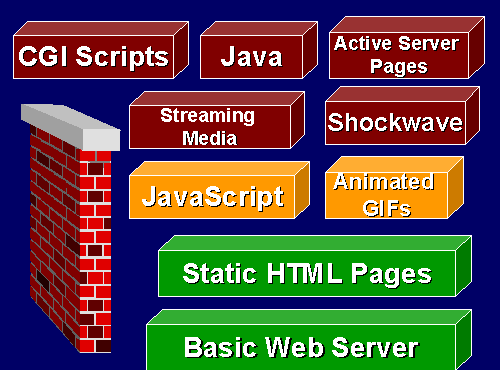 CGI Scripts
Java
Active Server
Pages
Streaming
Media
Shockwave
JavaScript
Animated
GIFs
Static HTML Pages
Basic Web Server